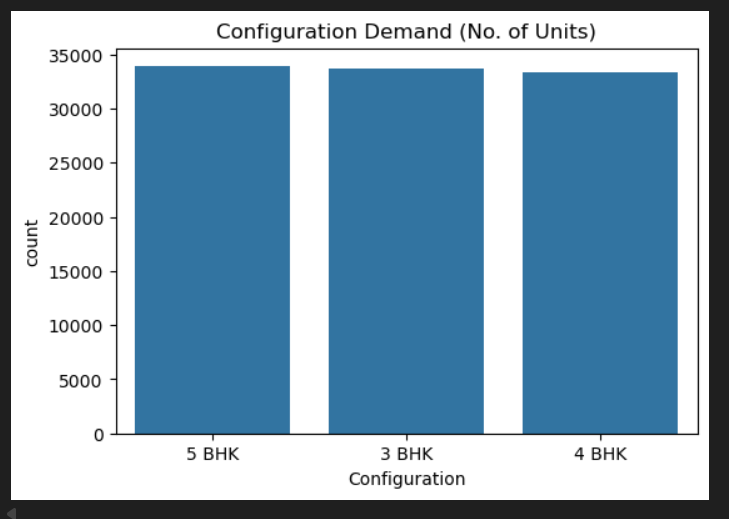 Configuration Demand (No. of Units)
35000
30000
25000
20000
15000
10000
5000
0
count
5 BHK 3 BHK 4 BHK
Configuration